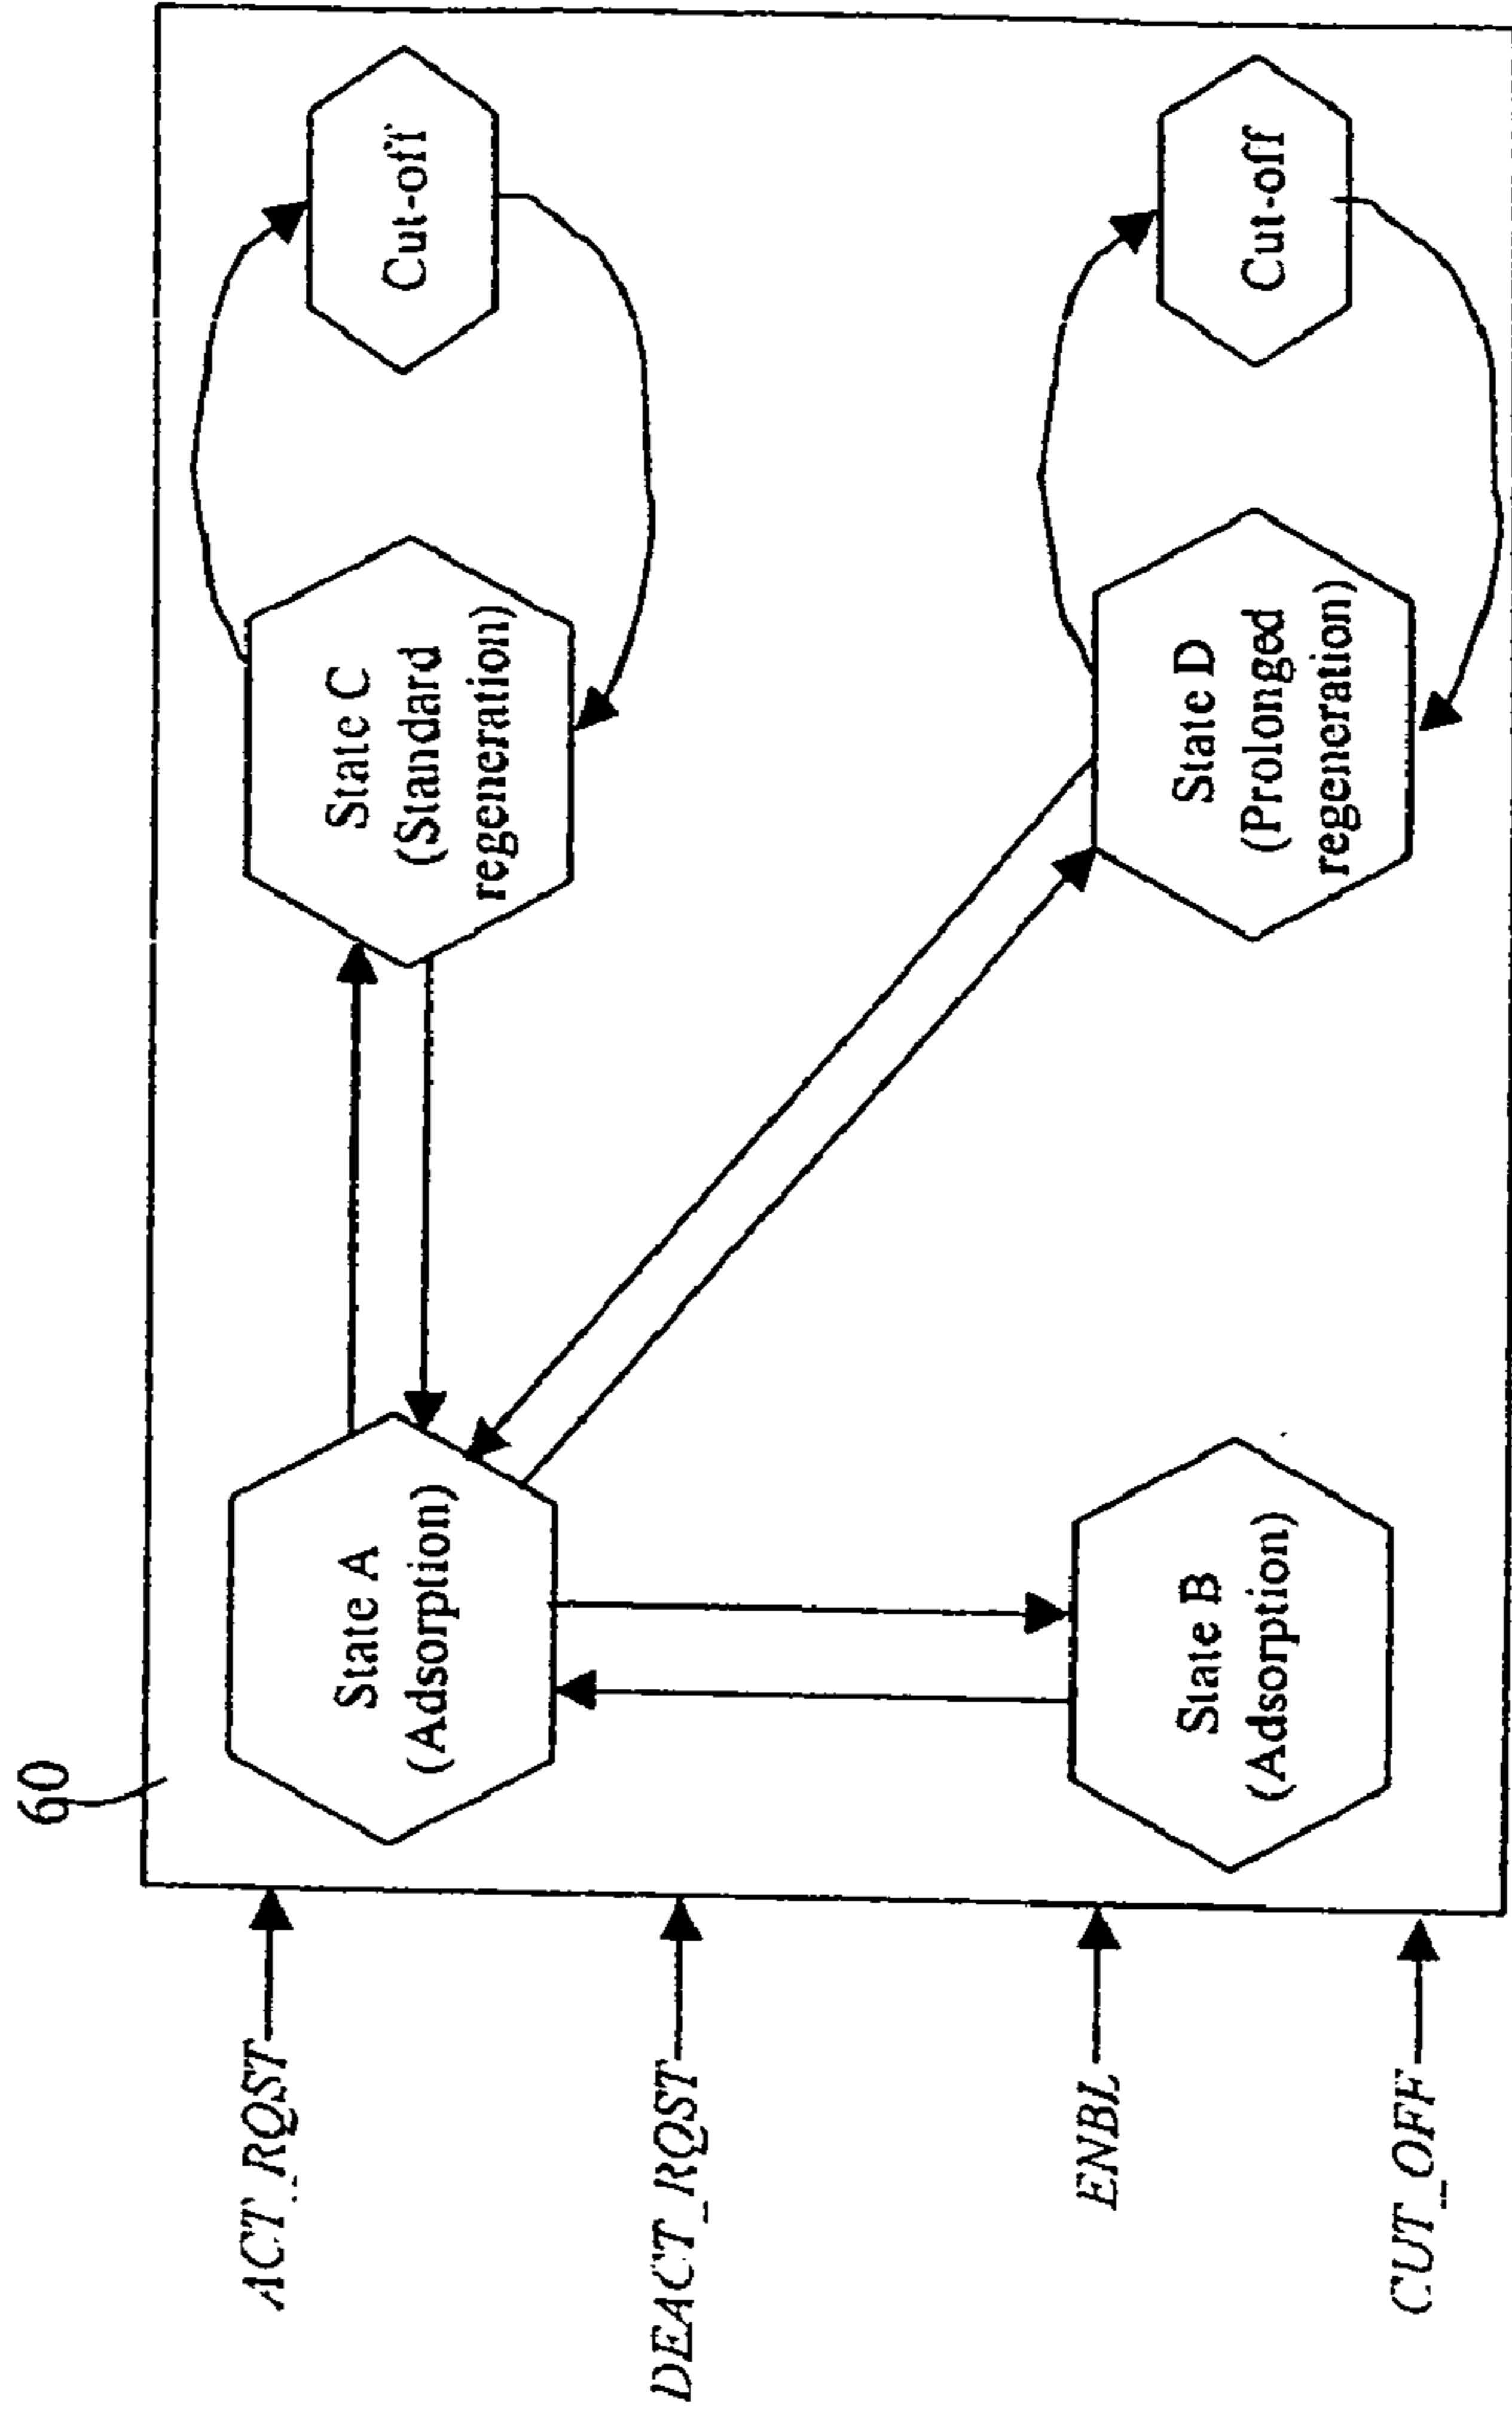 60
ACT_RQST
DEACT_RQST
ENBL
CUT_OFF
State A
(Adsorption)
State B
(Adsorption)
State C
(Standard
regeneration)
State D
(Prolonged
regeneration)
Cut-off
Cut-off